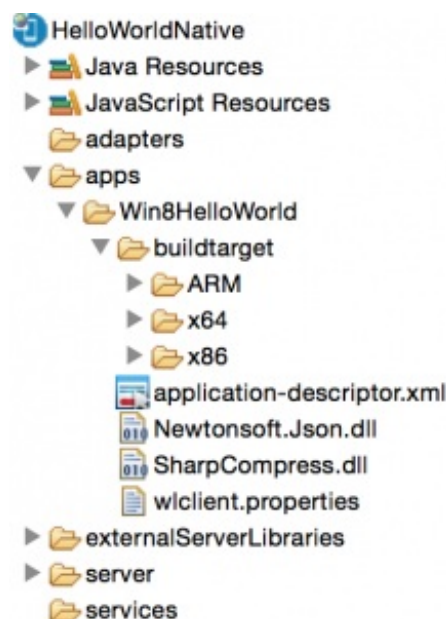 HelloWorldNative
Java Resources
JavaScript Resources
adapters
apps
Win8HelloWorld
buildtarget
ARM
x64
x86
application-descriptor.xml
Newtonsoft.Json.dll
SharpCompress.dll
wlclient.properties
externalServerLibraries
server
services